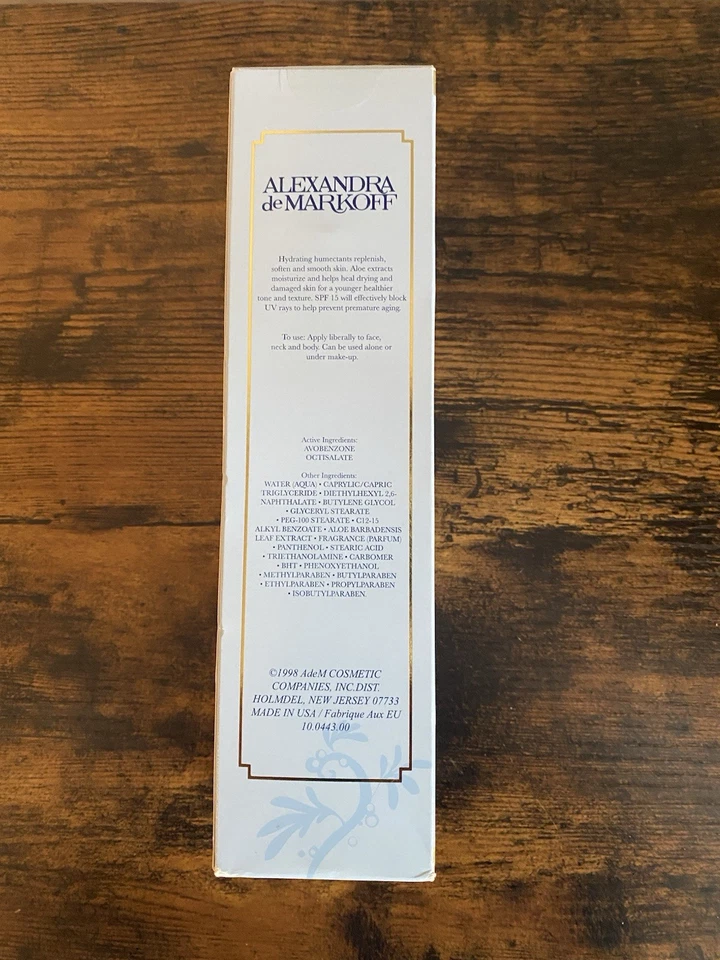 ALEXANDRA
de MARKOFF
Hydrating humectants replenish,
soften and smooth skin. Aloe extracts
moisturize and helps heal drying and
damaged skin for a younger healthier
tone and texture. SPF 15 will effectively block
UV rays to help prevent premature aging.
To use: Apply liberally to face,
neck and body. Can be used alone or
under make-up.
Active Ingredients:
AVOBENZONE
OCTISALATE
Other Ingredients:
WATER (AQUA) • CAPRYLIC/CAPRIC
TRIGLYCERIDE • DIETHYLHEXYL 2,6-
NAPHTHALATE • BUTYLENE GLYCOL
• GLYCERYL STEARATE
• PEG-100 STEARATE • C12-15
ALKYL BENZOATE • ALOE BARBADENSIS
LEAF EXTRACT • FRAGRANCE (PARFUM)
• PANTHENOL • STEARIC ACID
• TRIETHANOLAMINE • CARBOMER
• BHT • PHENOXYETHANOL
• METHYLPARABEN • BUTYLPARABEN
• ETHYLPARABEN • PROPYLPARABEN
• ISOBUTYLPARABEN.
©1998 AdeM COSMETIC
COMPANIES, INC.DIST.
HOLMDEL, NEW JERSEY 07733
MADE IN USA / Fabrique Aux EU
10.0443.00